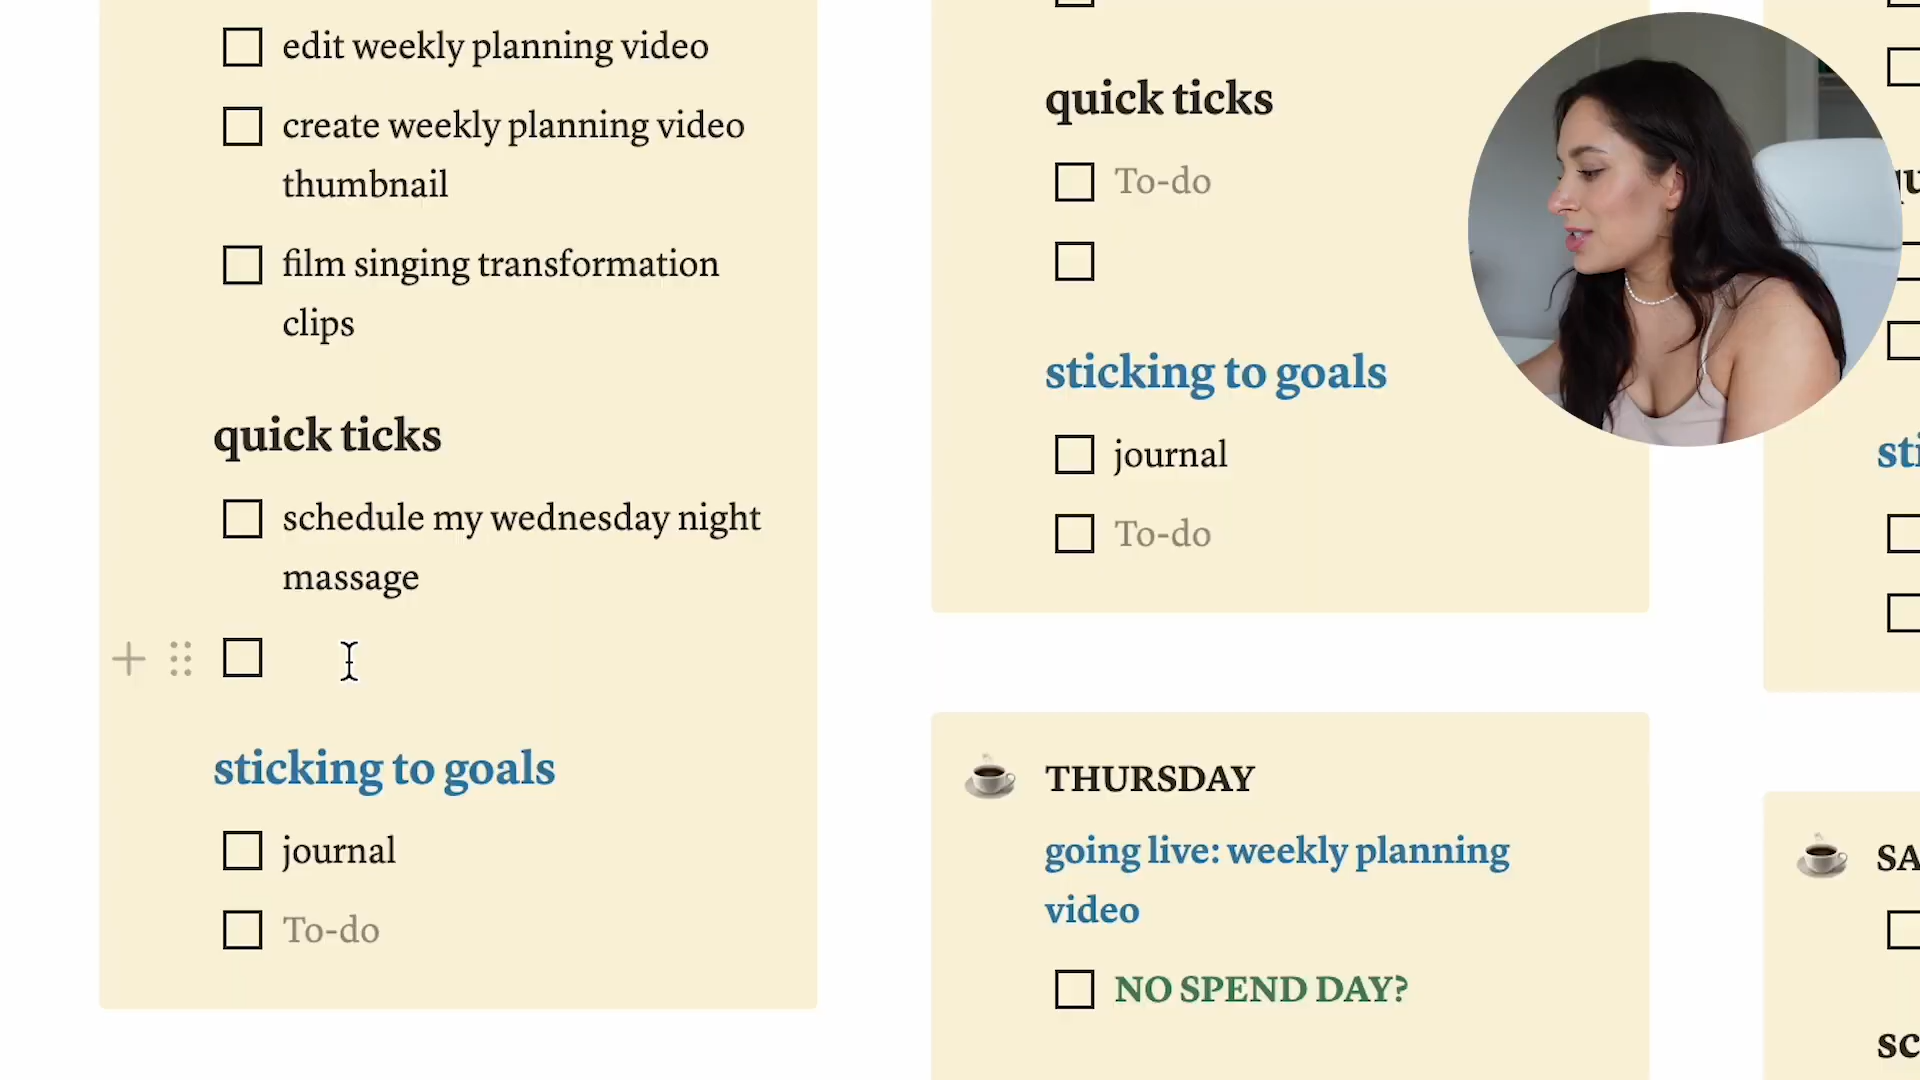 edit weekly planning video
create weekly planning video
thumbnail
film singing transformation
clips
quick ticks
schedule my wednesday night
massage
sticking to goals
journal
To-do
quick ticks
To-do
sticking to goals
journal
To-do
THURSDAY
going live: weekly planning
video
NO SPEND DAY?